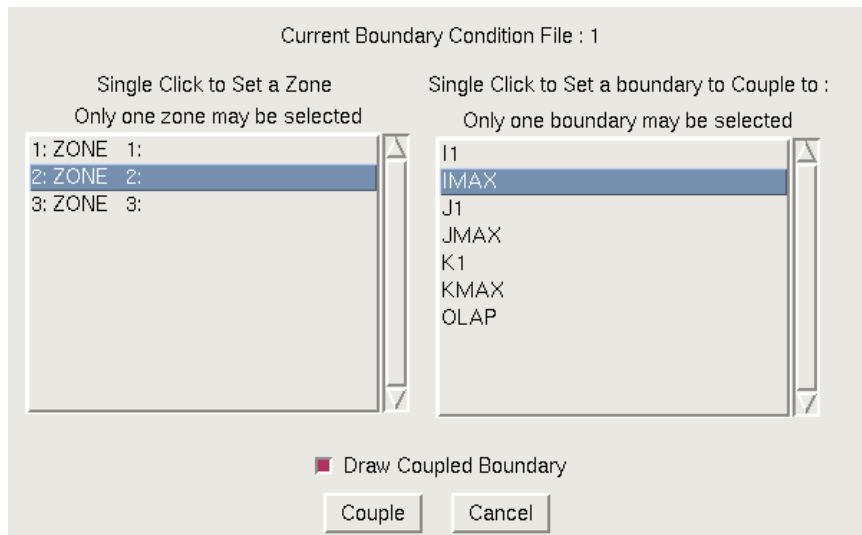 Current Boundary Condition File : 1
Single Click to Set a Zone
Only one zone may be selected
1: ZONE 1:
2: ZONE 2:
3: ZONE 3:
Single Click to Set a boundary to Couple to :
Only one boundary may be selected
I1
IMAX
J1
JMAX
K1
KMAX
OLAP
Draw Coupled Boundary
Couple
Cancel